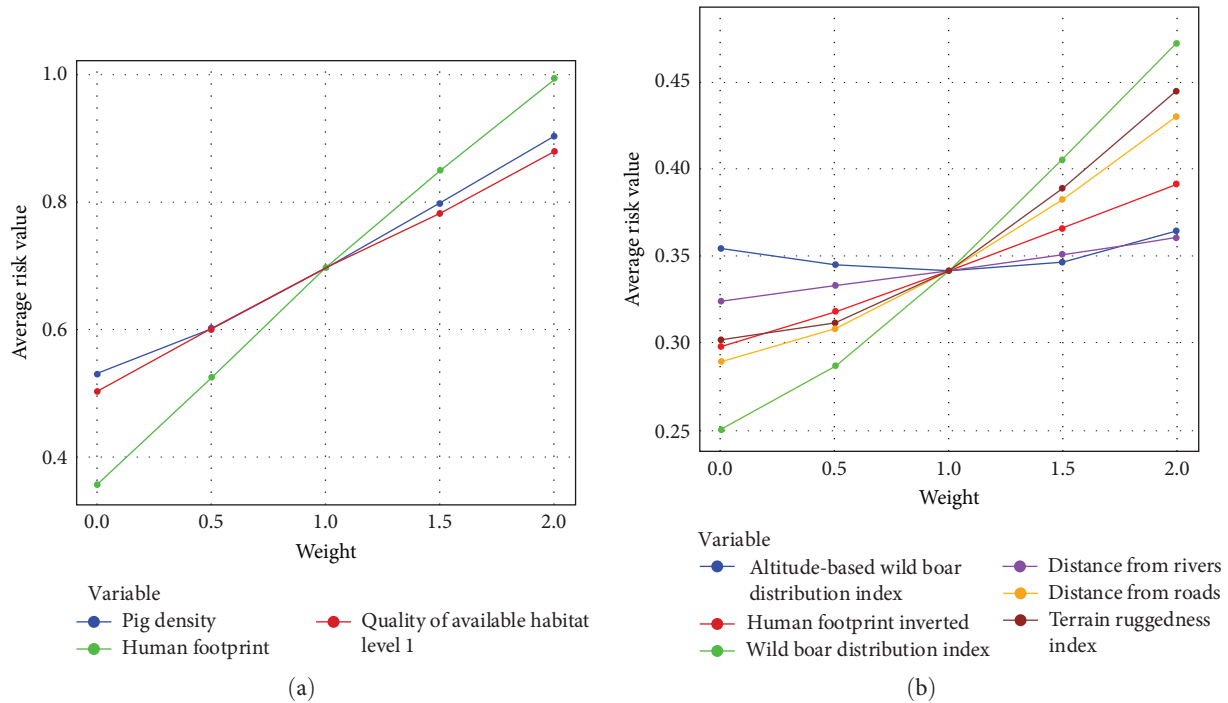 1.0
0.8
0.6
0.4
Average risk value
0.0 0.5 1.0 1.5 2.0
Weight
Variable
Pig density
Human footprint
Quality of available habitat
level 1
(a)
0.45
0.40
0.35
0.30
0.25
Average risk value
0.0 0.5 1.0 1.5 2.0
Weight
Variable
Altitude-based wild boar
distribution index
Human footprint inverted
Wild boar distribution index
Distance from rivers
Distance from roads
Terrain ruggedness
index
(b)